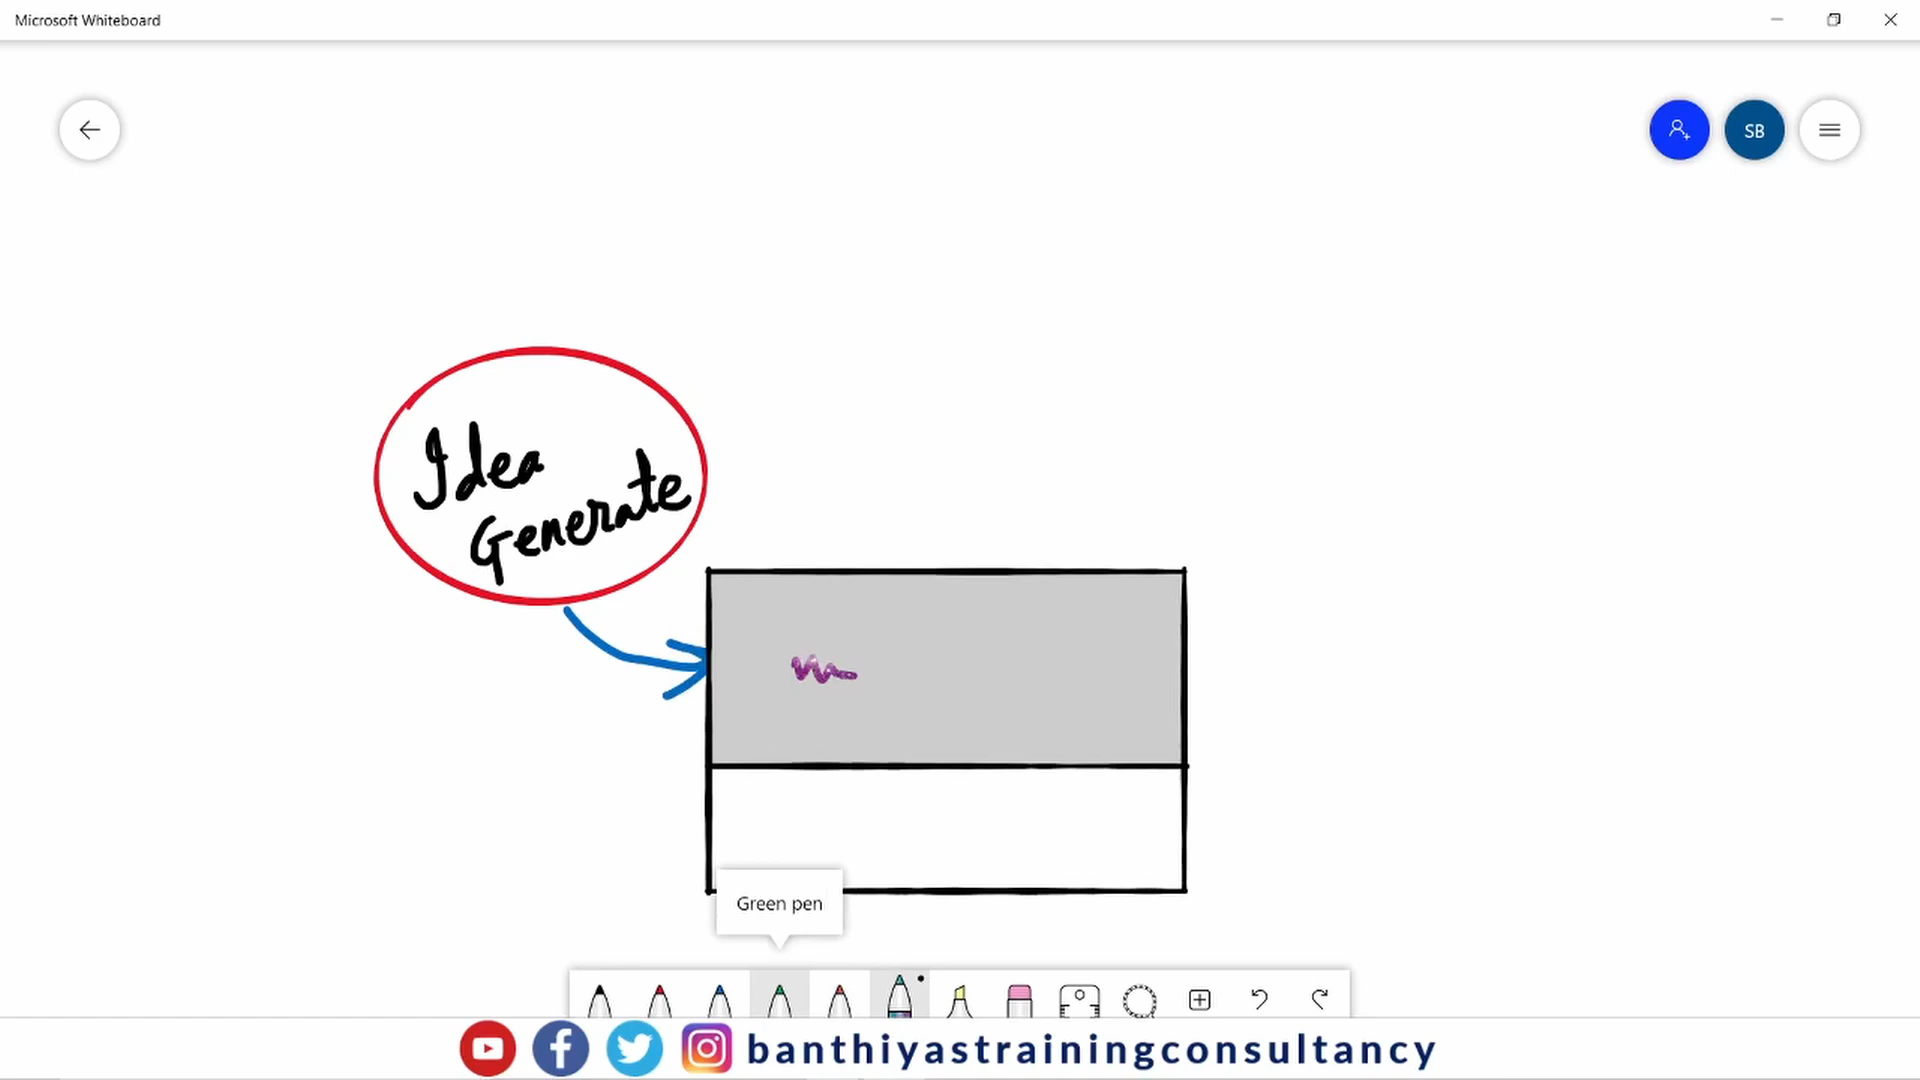 Microsoft Whiteboard
SB
Idea
Generate
Green pen
banthiyastrainingconsultancy